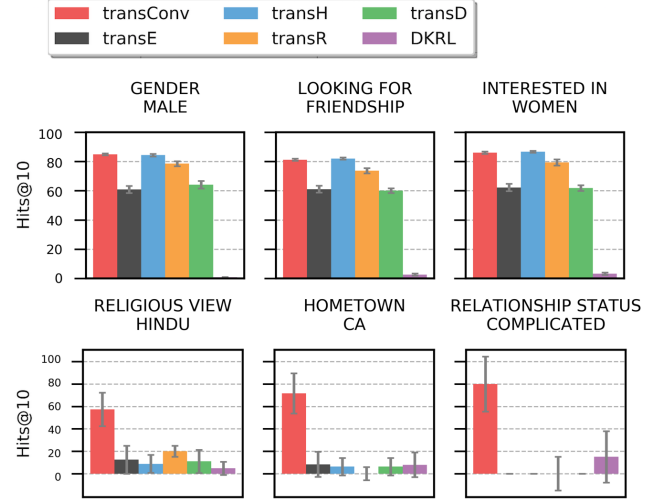 transConv transH transD
transE transR DKRL
GENDER
MALE
LOOKING FOR
FRIENDSHIP
INTERESTED IN
WOMEN
Hits@10
100
80
60
40
20
0
RELIGIOUS VIEW
HINDU
HOMETOWN
CA
RELATIONSHIP STATUS
COMPLICATED
Hits@10
100
80
60
40
20
0